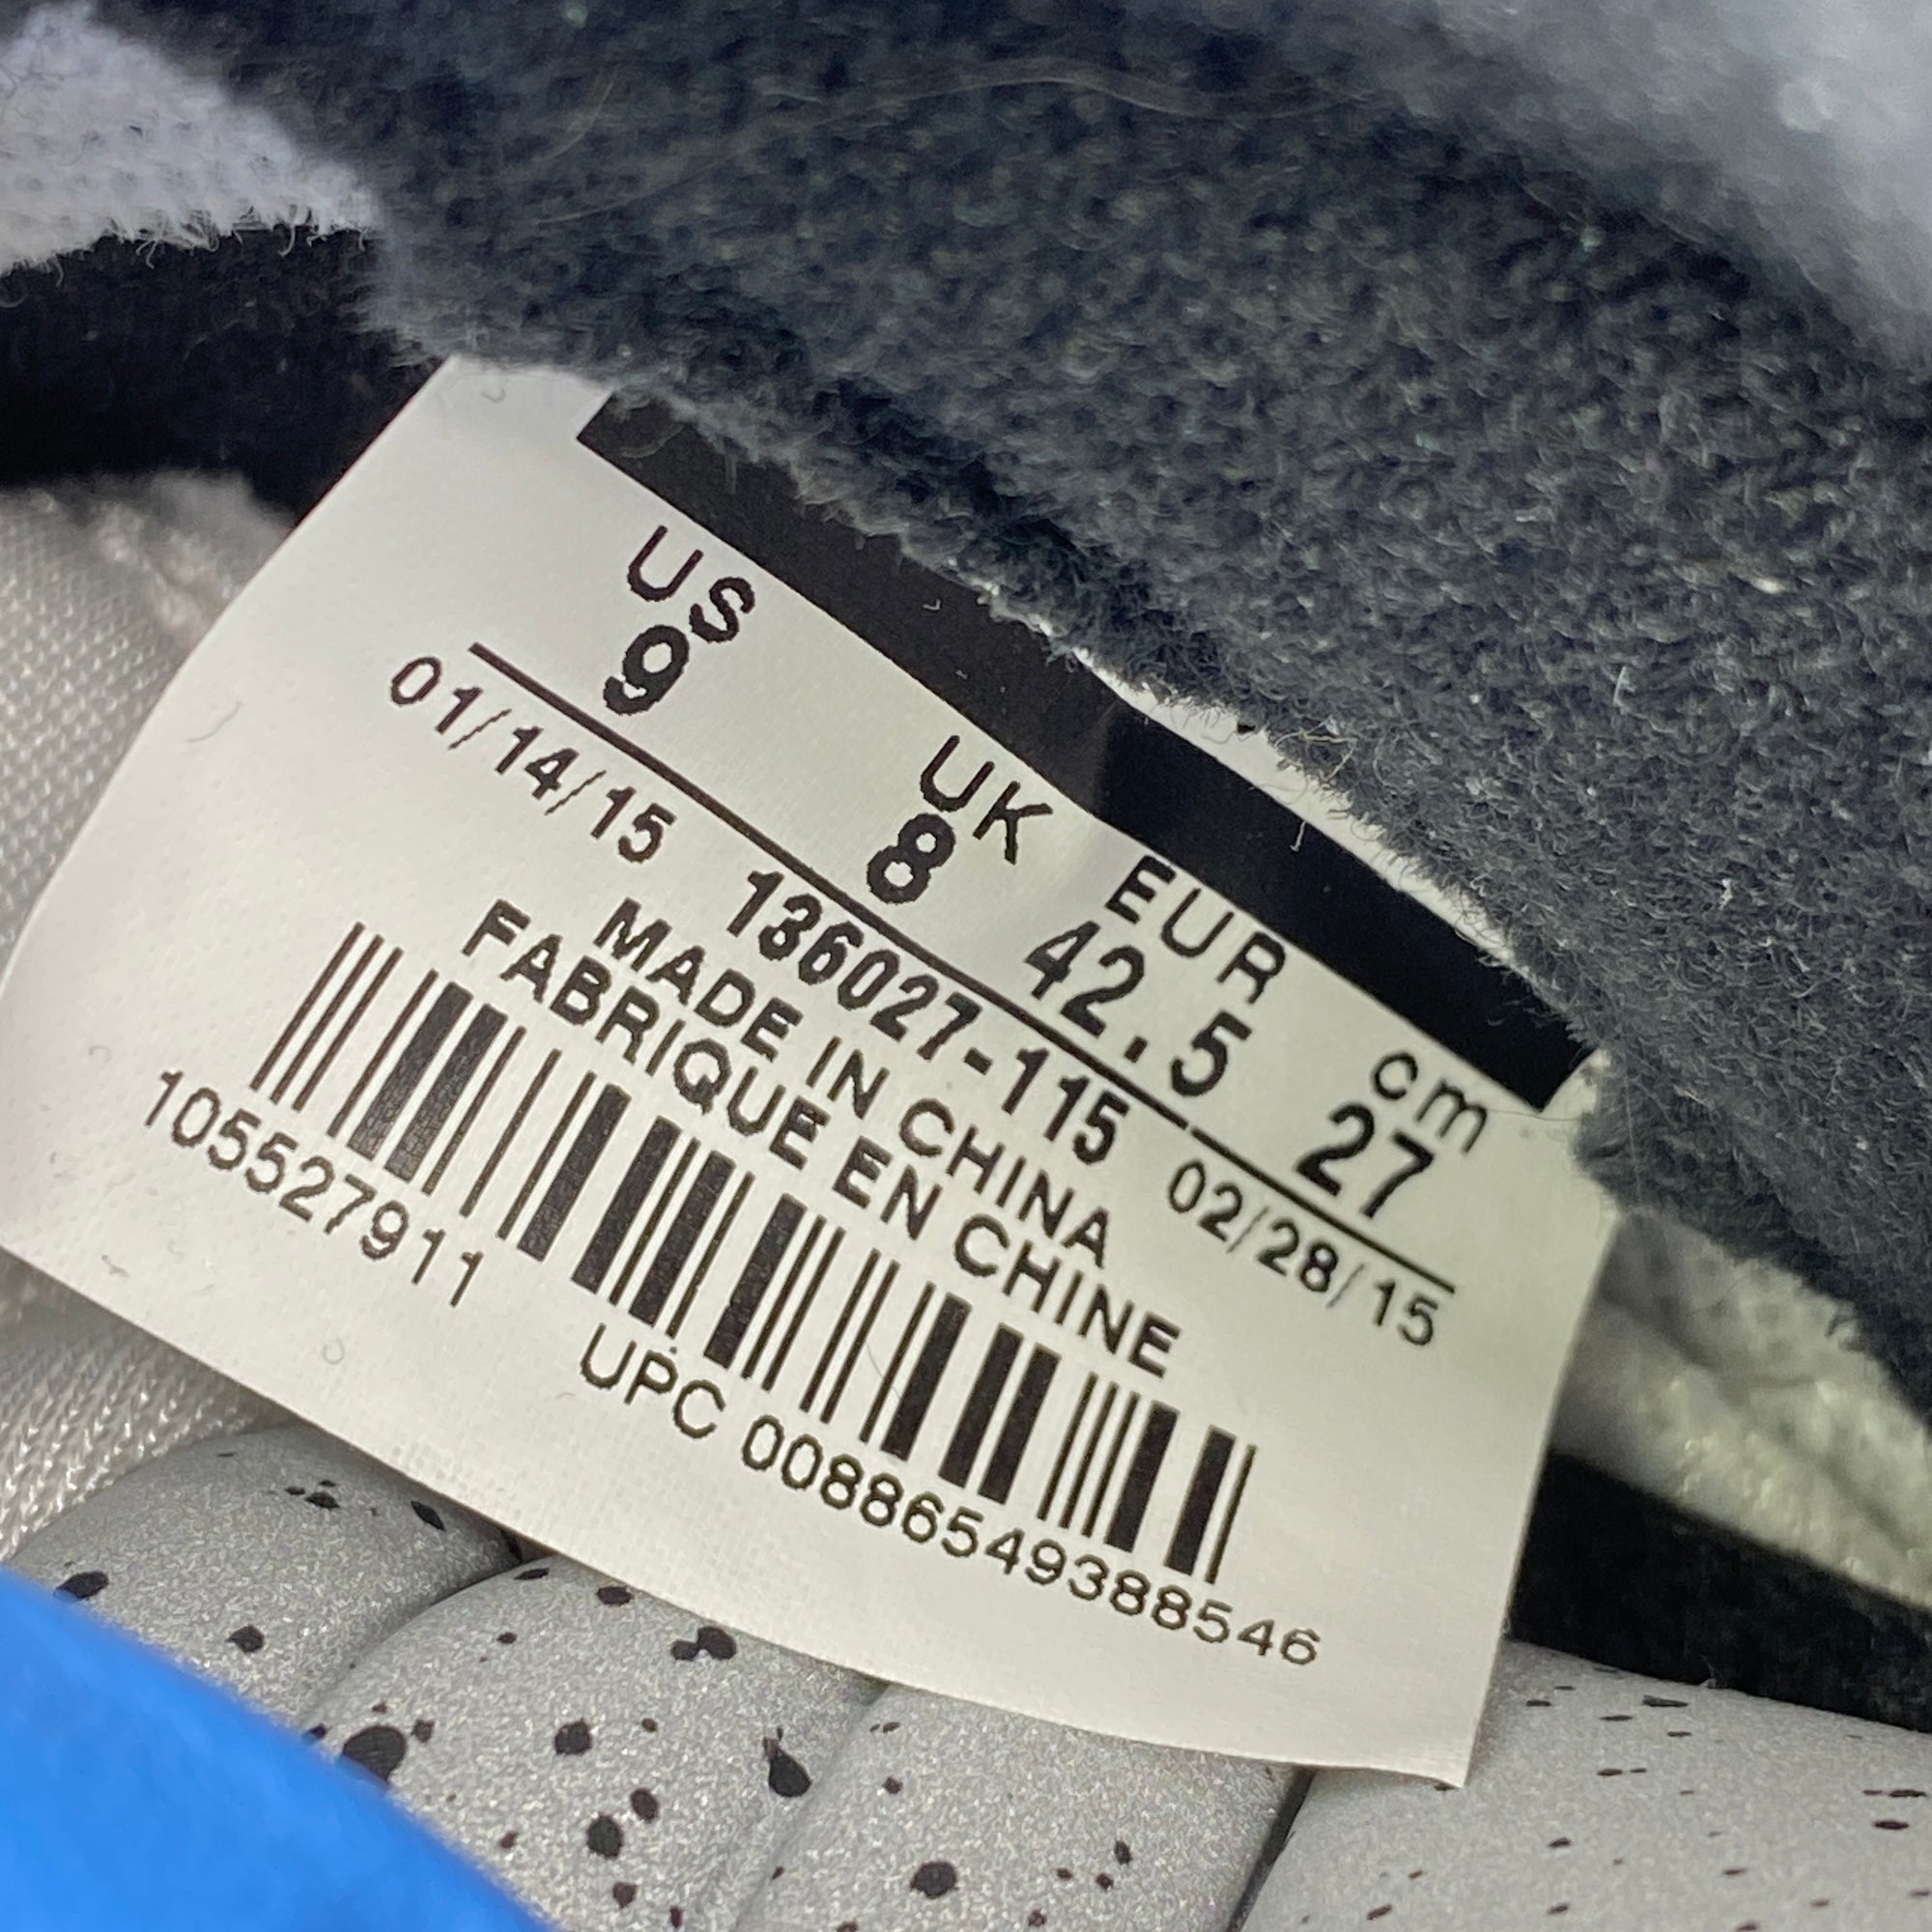 US UK EUR cm
9 8 42.5 27
01/14/15 136027-115 02/28/15
MADE IN CHINA
FABRIQUE EN CHINE
105527911
UPC 00886549388546